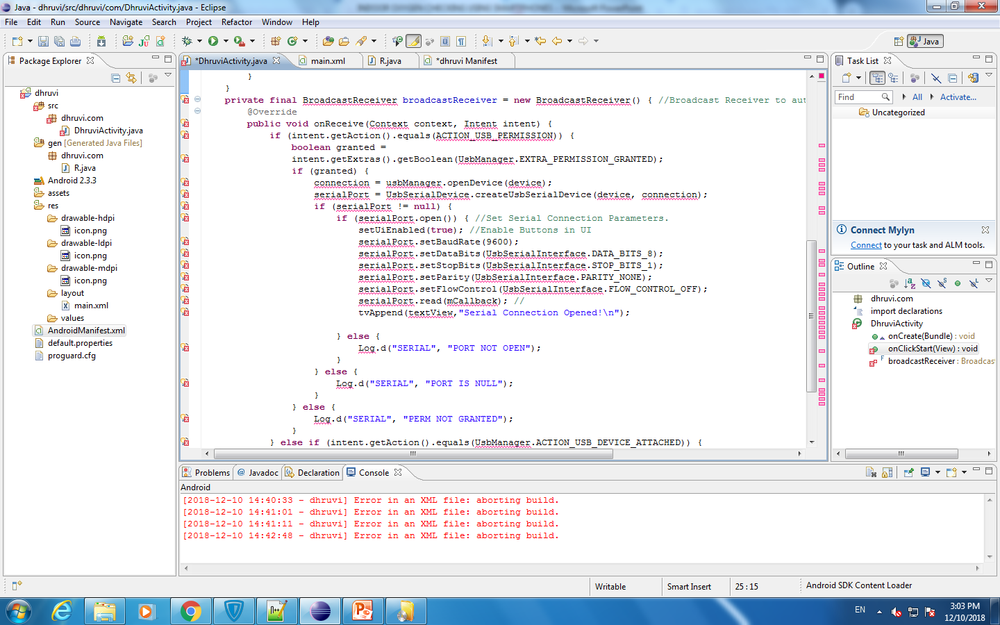 Java - dhruvi/src/dhruvi/com/DhruviActivity.java - Eclipse
File Edit Run Source Navigate Search Project Refactor Window Help
Java
Package Explorer
dhruvi
src
dhruvi.com
DhruviActivity.java
gen [Generated Java Files]
dhruvi.com
R.java
Android 2.3.3
assets
res
drawable-hdpi
icon.png
drawable-ldpi
icon.png
drawable-mdpi
icon.png
layout
main.xml
values
AndroidManifest.xml
default.properties
proguard.cfg
*DhruviActivity.java main.xml R.java *dhruvi Manifest
}
}
private final BroadcastReceiver broadcastReceiver = new BroadcastReceiver() { //Broadcast Receiver to aut
@Override
public void onReceive(Context context, Intent intent) {
if (intent.getAction().equals(ACTION_USB_PERMISSION)) {
boolean granted =
intent.getExtras().getBoolean(UsbManager.EXTRA_PERMISSION_GRANTED);
if (granted) {
connection = usbManager.openDevice(device);
serialPort = UsbSerialDevice.createUsbSerialDevice(device, connection);
if (serialPort != null) {
if (serialPort.open()) { //Set Serial Connection Parameters.
setUiEnabled(true); //Enable Buttons in UI
serialPort.setBaudRate(9600);
serialPort.setDataBits(UsbSerialInterface.DATA_BITS_8);
serialPort.setStopBits(UsbSerialInterface.STOP_BITS_1);
serialPort.setParity(UsbSerialInterface.PARITY_NONE);
serialPort.setFlowControl(UsbSerialInterface.FLOW_CONTROL_OFF);
serialPort.read(mCallback); //
tvAppend(textView,"Serial Connection Opened!\n");
} else {
Log.d("SERIAL", "PORT NOT OPEN");
}
} else {
Log.d("SERIAL", "PORT IS NULL");
}
} else {
Log.d("SERIAL", "PERM NOT GRANTED");
}
} else if (intent.getAction().equals(UsbManager.ACTION_USB_DEVICE_ATTACHED)) {
Task List
Find All Activate...
Uncategorized
Connect Mylyn
Connect to your task and ALM tools.
Outline
dhruvi.com
import declarations
DhruviActivity
onCreate(Bundle) : void
onClickStart(View) : void
broadcastReceiver : Broadcas
Problems @ Javadoc Declaration Console
Android
[2018-12-10 14:40:33 - dhruvi] Error in an XML file: aborting build.
[2018-12-10 14:41:01 - dhruvi] Error in an XML file: aborting build.
[2018-12-10 14:41:11 - dhruvi] Error in an XML file: aborting build.
[2018-12-10 14:42:48 - dhruvi] Error in an XML file: aborting build.
Writable Smart Insert 25 : 15 Android SDK Content Loader
EN
3:03 PM
12/10/2018